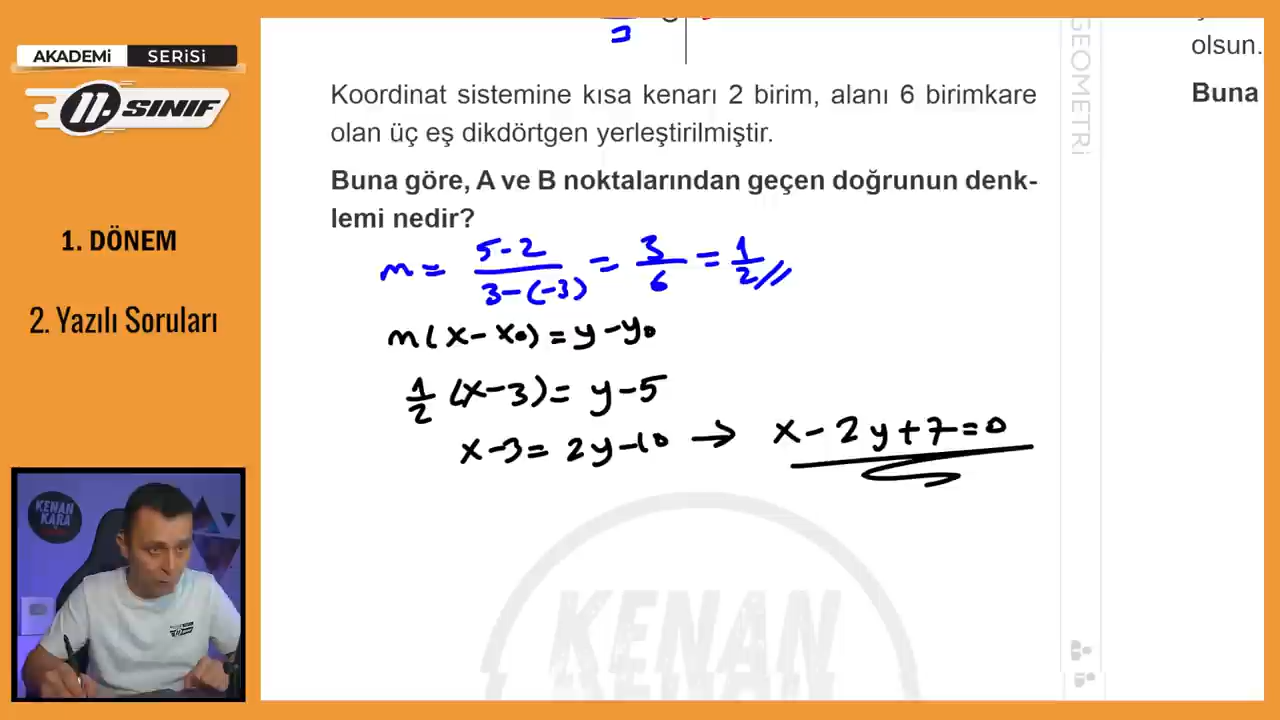 AKADEMİ SERİSİ
11. SINIF
1. DÖNEM
2. Yazılı Soruları
KENAN KARA
3
Koordinat sistemine kısa kenarı 2 birim, alanı 6 birimkare
olan üç eş dikdörtgen yerleştirilmiştir.
Buna göre, A ve B noktalarından geçen doğrunun denk-
lemi nedir?
m = 5-2 / 3-(-3) = 3/6 = 1/2 //
m(x-x0) = y-y0
1/2 (x-3) = y-5
x-3 = 2y-10 → x-2y+7=0
KENAN
GEOMETRİ
olsun.
Buna